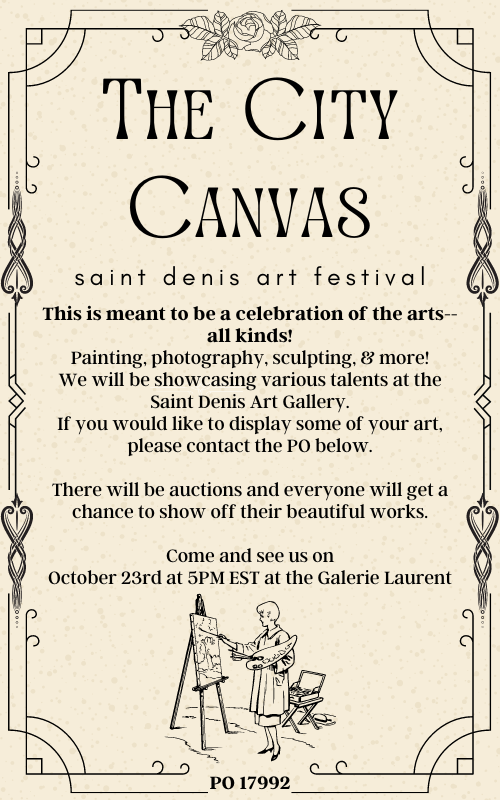 The City
Canvas
saint denis art festival
This is meant to be a celebration of the arts--
all kinds!
Painting, photography, sculpting, & more!
We will be showcasing various talents at the
Saint Denis Art Gallery.
If you would like to display some of your art,
please contact the PO below.
There will be auctions and everyone will get a
chance to show off their beautiful works.
Come and see us on
October 23rd at 5PM EST at the Galerie Laurent
PO 17992